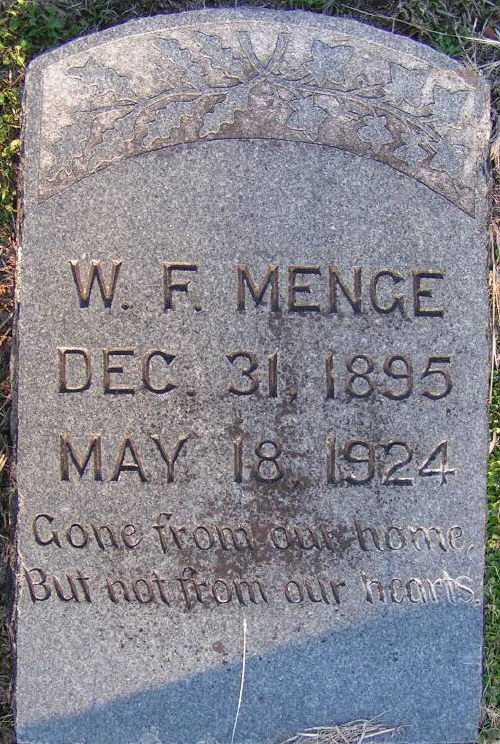 W. F. MENGE
DEC. 31, 1895
MAY 18, 1924
Gone from our home,
But not from our hearts.